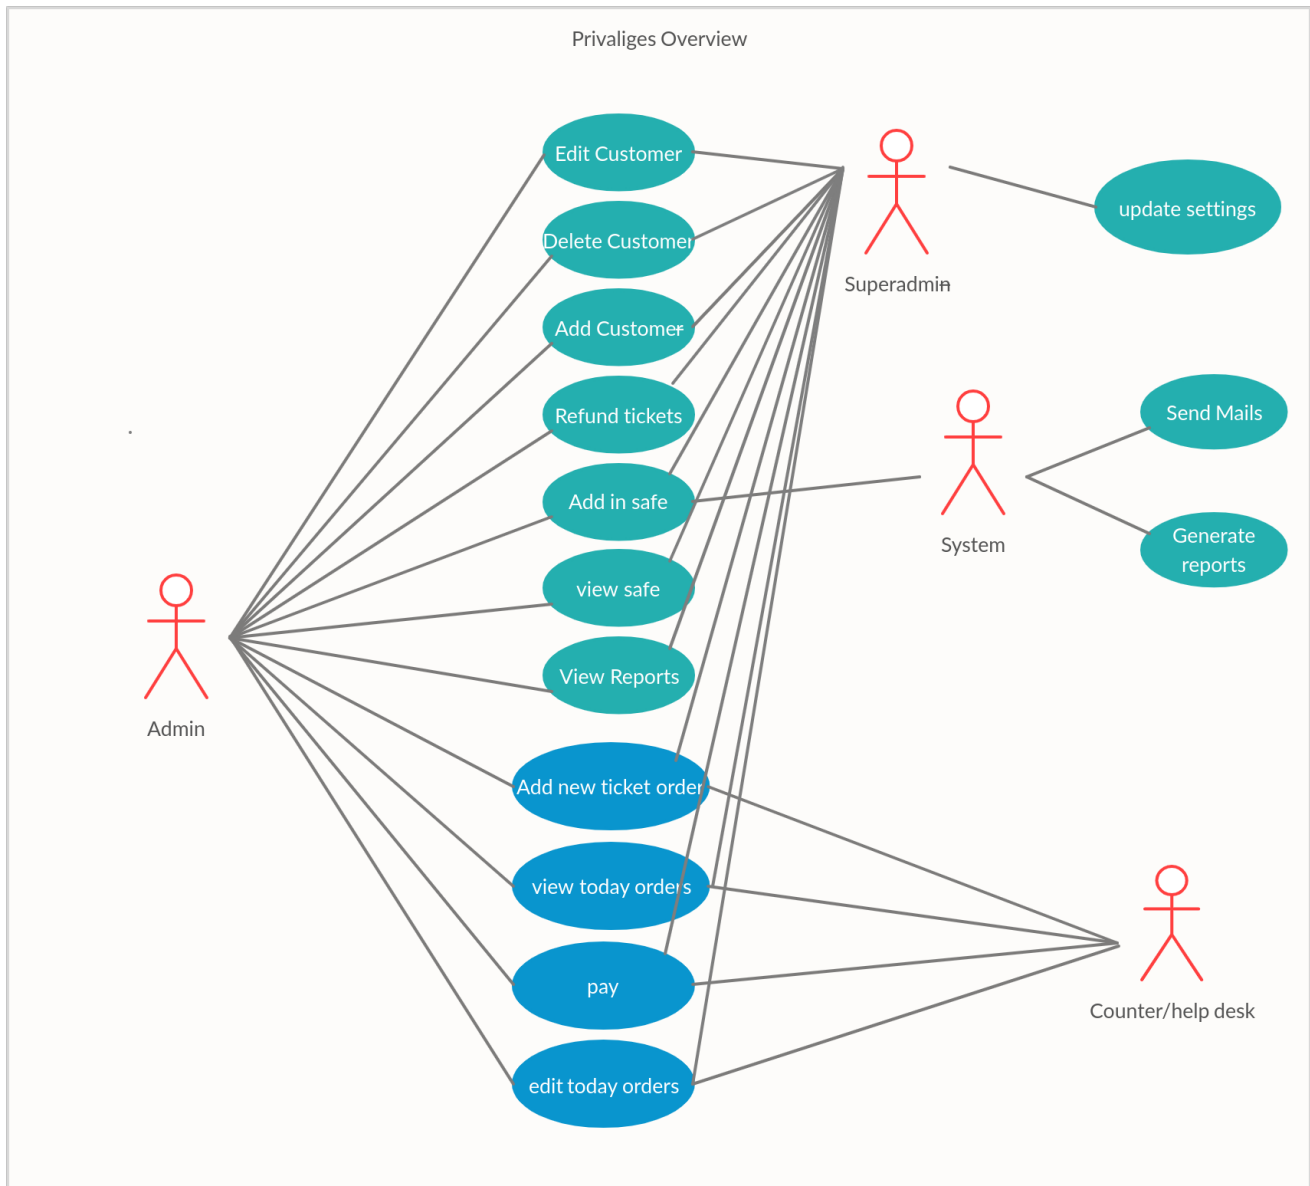 Privaliges Overview
Edit Customer
Delete Customer
Add Customer
Refund tickets
Add in safe
view safe
View Reports
Add new ticket order
view today orders
pay
edit today orders
Admin
Superadmin
update settings
System
Send Mails
Generate
reports
Counter/help desk